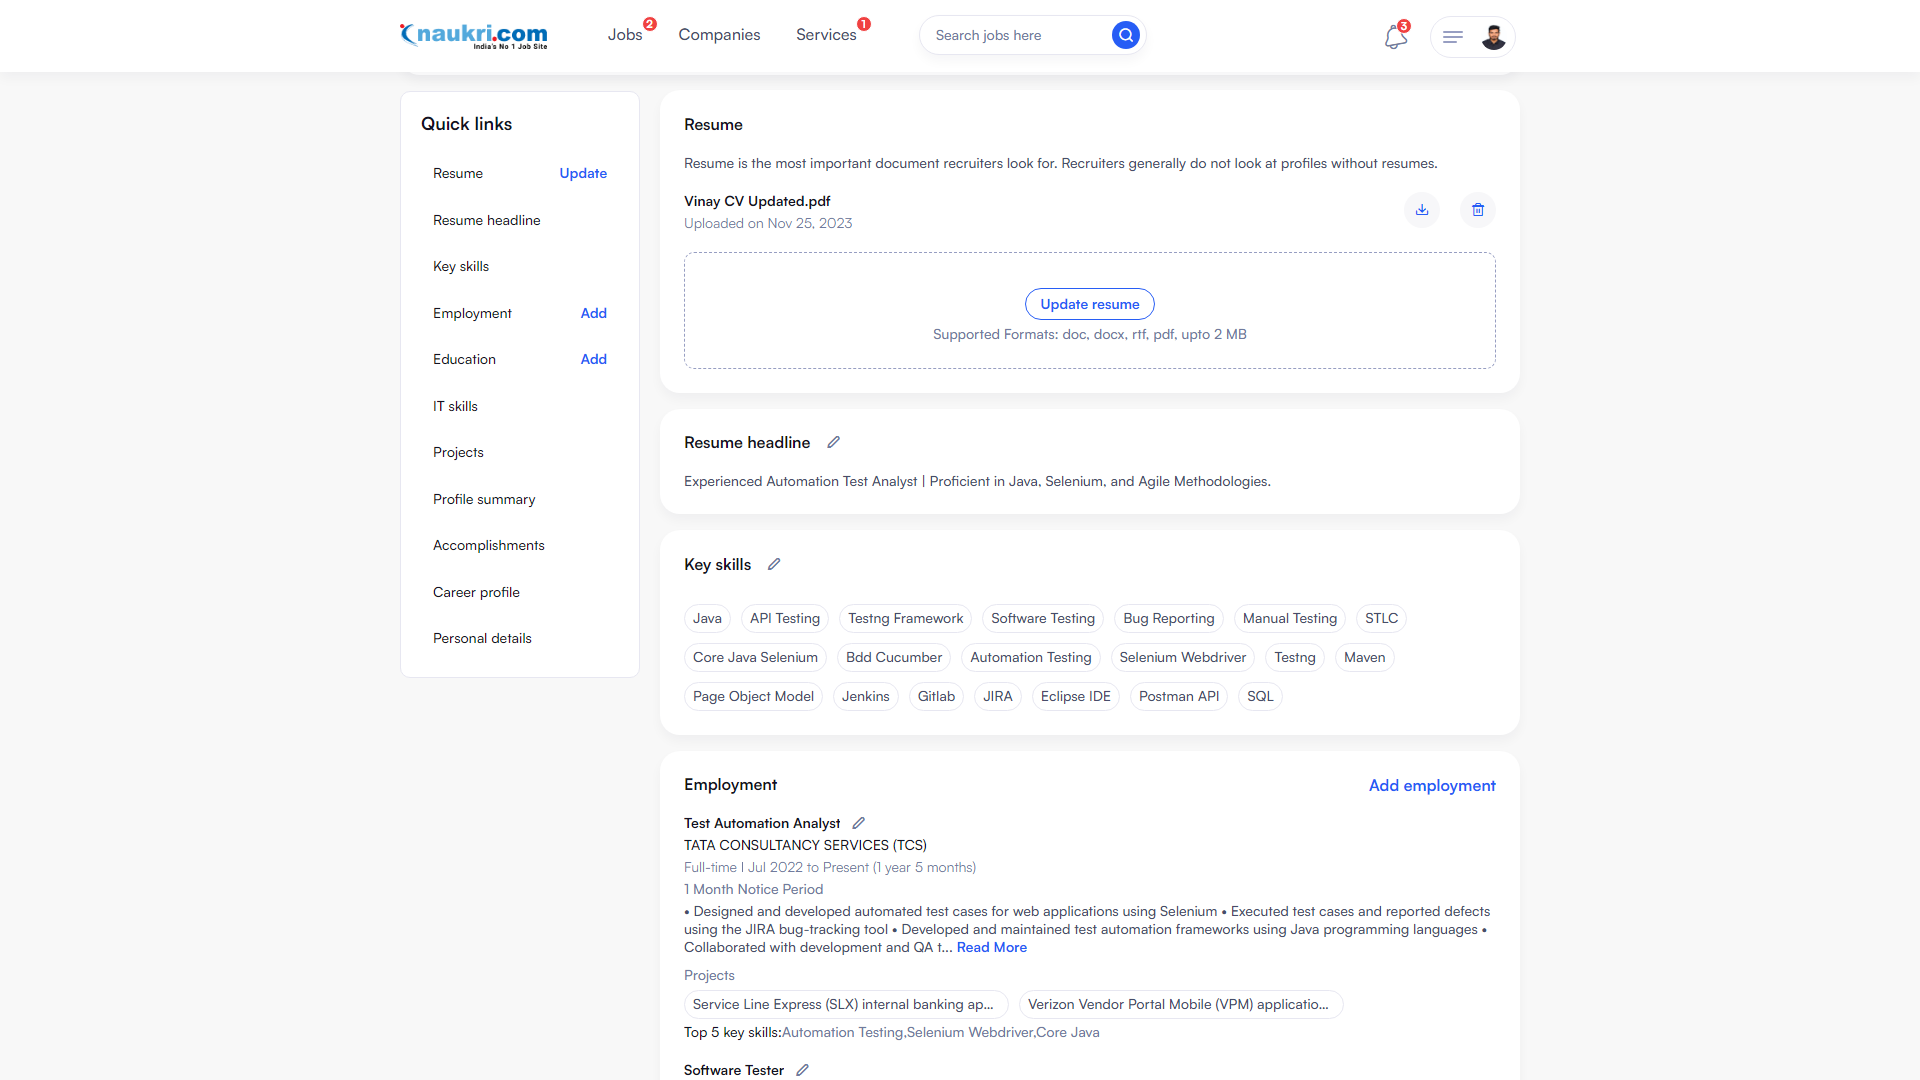 naukri.com
India's No 1 Job Site
Jobs
2
Companies
Services
1
Search jobs here
3
Quick links
Resume
Update
Resume headline
Key skills
Employment
Add
Education
Add
IT skills
Projects
Profile summary
Accomplishments
Career profile
Personal details
Resume
Resume is the most important document recruiters look for. Recruiters generally do not look at profiles without resumes.
Vinay CV Updated.pdf
Uploaded on Nov 25, 2023
Update resume
Supported Formats: doc, docx, rtf, pdf, upto 2 MB
Resume headline
Experienced Automation Test Analyst | Proficient in Java, Selenium, and Agile Methodologies.
Key skills
Java API Testing Testng Framework Software Testing Bug Reporting Manual Testing STLC
Core Java Selenium Bdd Cucumber Automation Testing Selenium Webdriver Testng Maven
Page Object Model Jenkins Gitlab JIRA Eclipse IDE Postman API SQL
Employment
Add employment
Test Automation Analyst
TATA CONSULTANCY SERVICES (TCS)
Full-time | Jul 2022 to Present (1 year 5 months)
1 Month Notice Period
• Designed and developed automated test cases for web applications using Selenium • Executed test cases and reported defects
using the JIRA bug-tracking tool • Developed and maintained test automation frameworks using Java programming languages •
Collaborated with development and QA t... Read More
Projects
Service Line Express (SLX) internal banking ap... Verizon Vendor Portal Mobile (VPM) applicatio...
Top 5 key skills:Automation Testing,Selenium Webdriver,Core Java
Software Tester